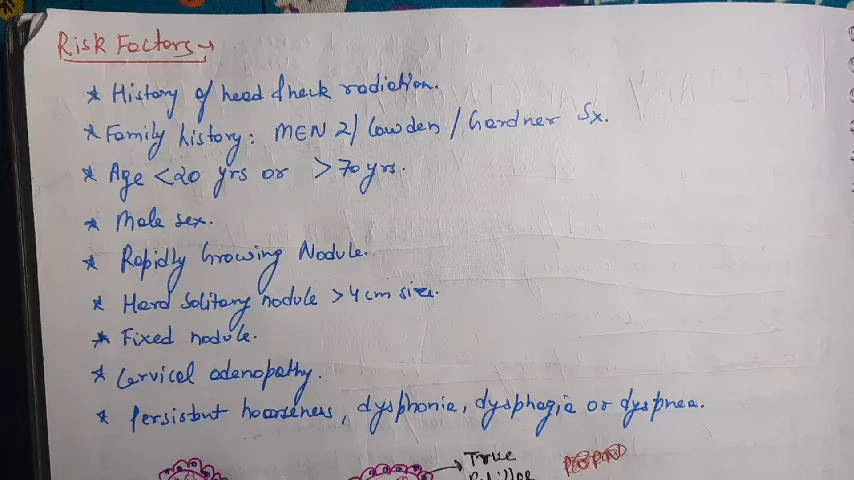 Risk Factors →
* History of head & neck radiation.
* Family history: MEN 2/ Cowden / Gardner Sx.
* Age <20 yrs or >70 yrs.
* Male sex.
* Rapidly Growing Nodule.
* Hard Solitary nodule >4cm size.
* Fixed nodule.
* Cervical adenopathy.
* Persistent hoarseness, dysphonia, dysphagia or dyspnea.
True